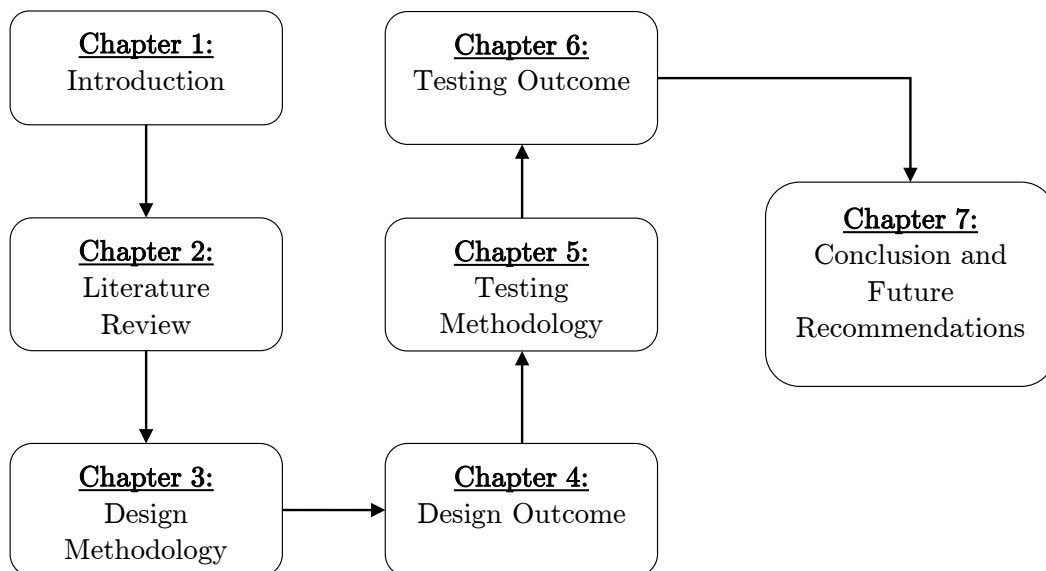 Chapter 1:
Introduction
Chapter 2:
Literature
Review
Chapter 3:
Design
Methodology
Chapter 4:
Design Outcome
Chapter 5:
Testing
Methodology
Chapter 6:
Testing Outcome
Chapter 7:
Conclusion and
Future
Recommendations